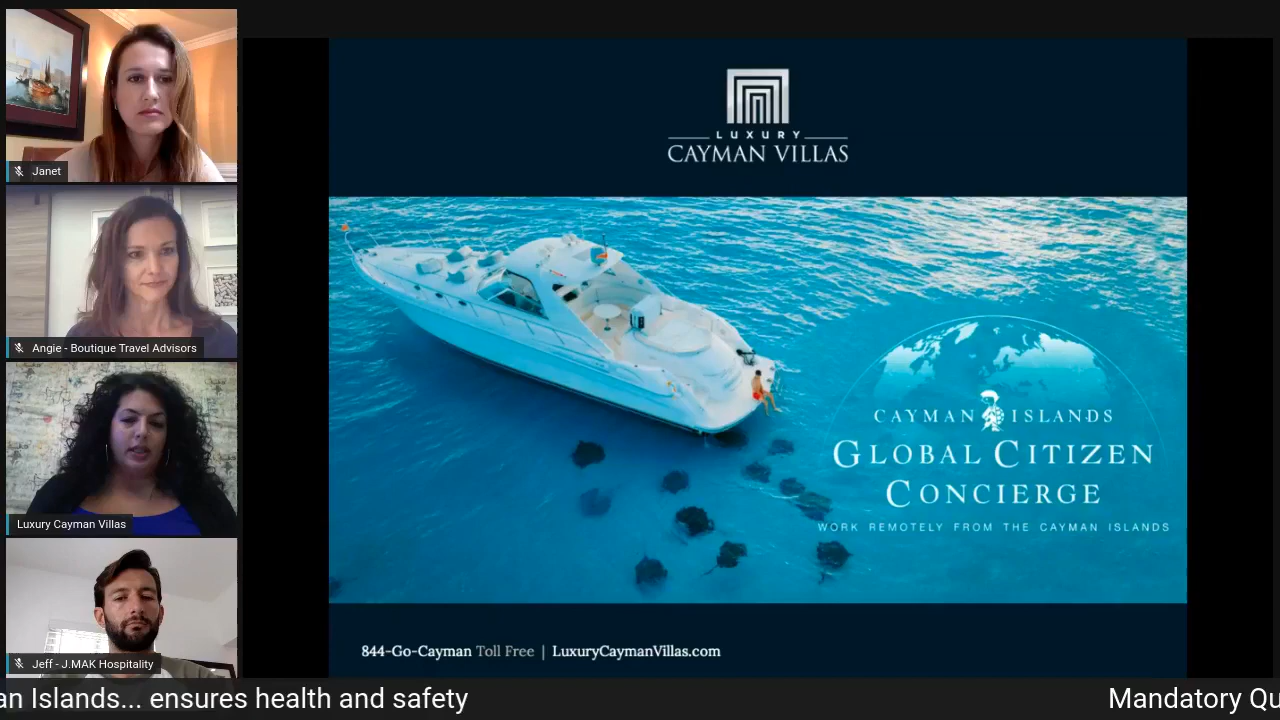 Janet
Angie - Boutique Travel Advisors
Luxury Cayman Villas
Jeff - J.MAK Hospitality
LUXURY
CAYMAN VILLAS
CAYMAN ISLANDS
GLOBAL CITIZEN
CONCIERGE
WORK REMOTELY FROM THE CAYMAN ISLANDS
844-Go-Cayman Toll Free | LuxuryCaymanVillas.com
an Islands... ensures health and safety
Mandatory Qu